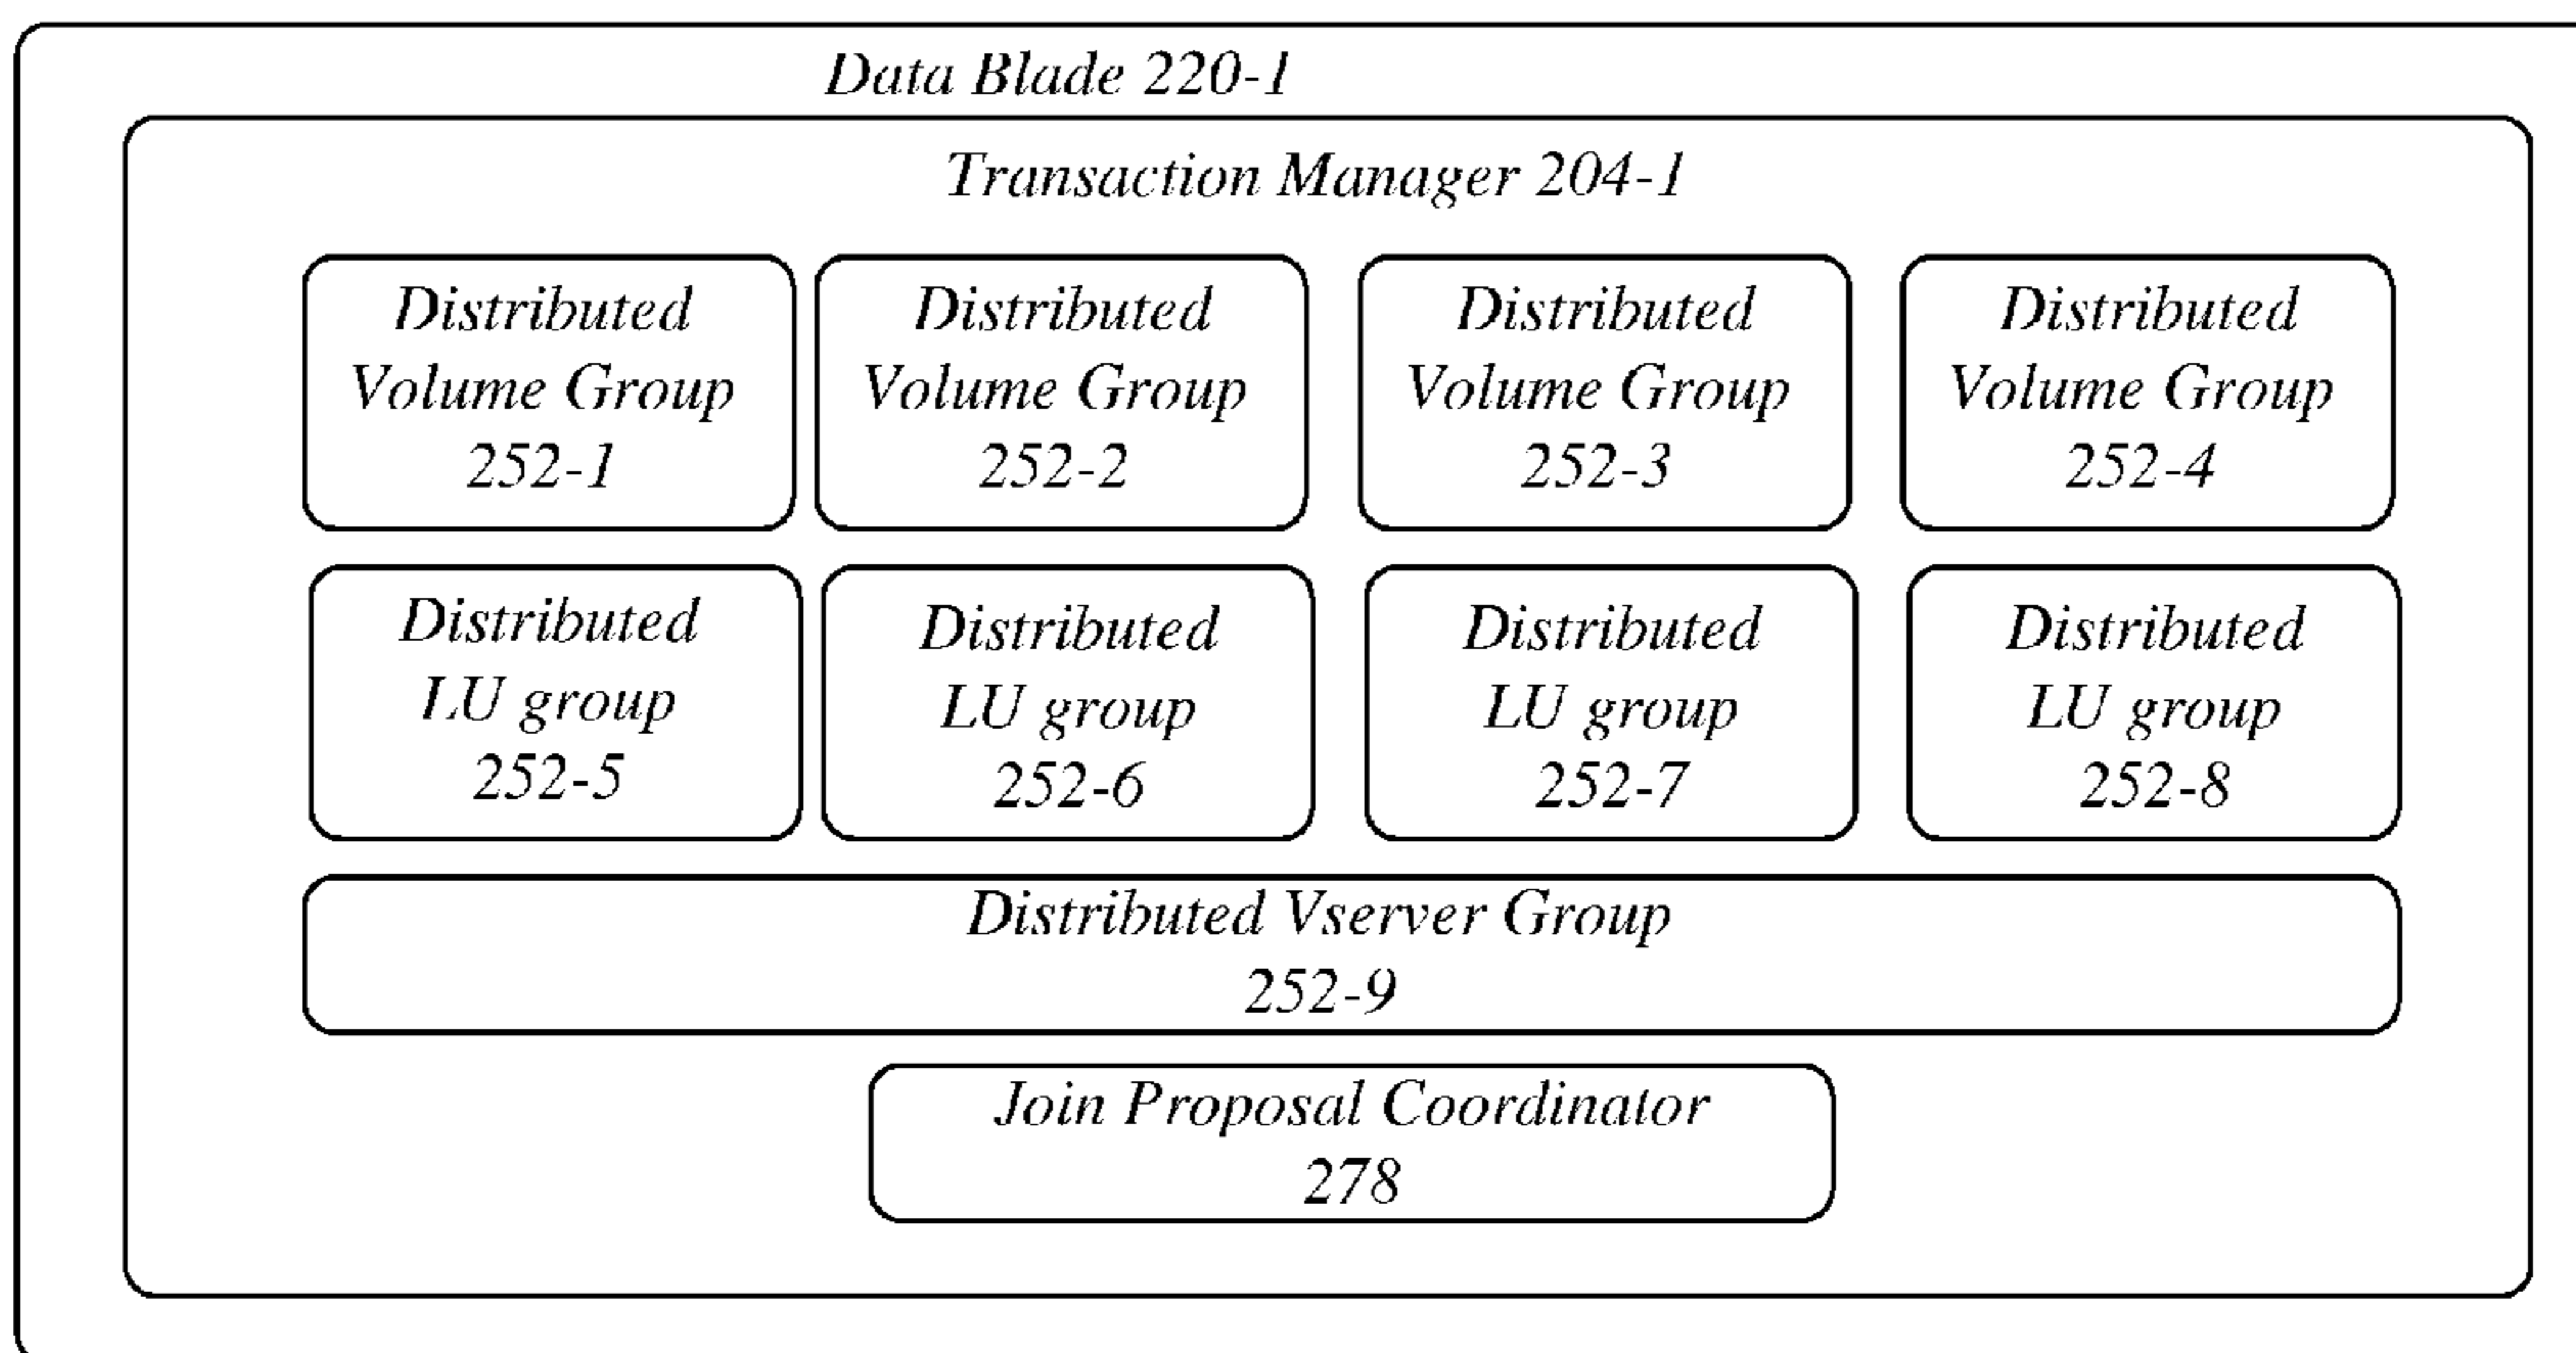 Data Blade 220-1
Transaction Manager 204-1
Distributed
Volume Group
252-1
Distributed
Volume Group
252-2
Distributed
Volume Group
252-3
Distributed
Volume Group
252-4
Distributed
LU group
252-5
Distributed
LU group
252-6
Distributed
LU group
252-7
Distributed
LU group
252-8
Distributed Vserver Group
252-9
Join Proposal Coordinator
278